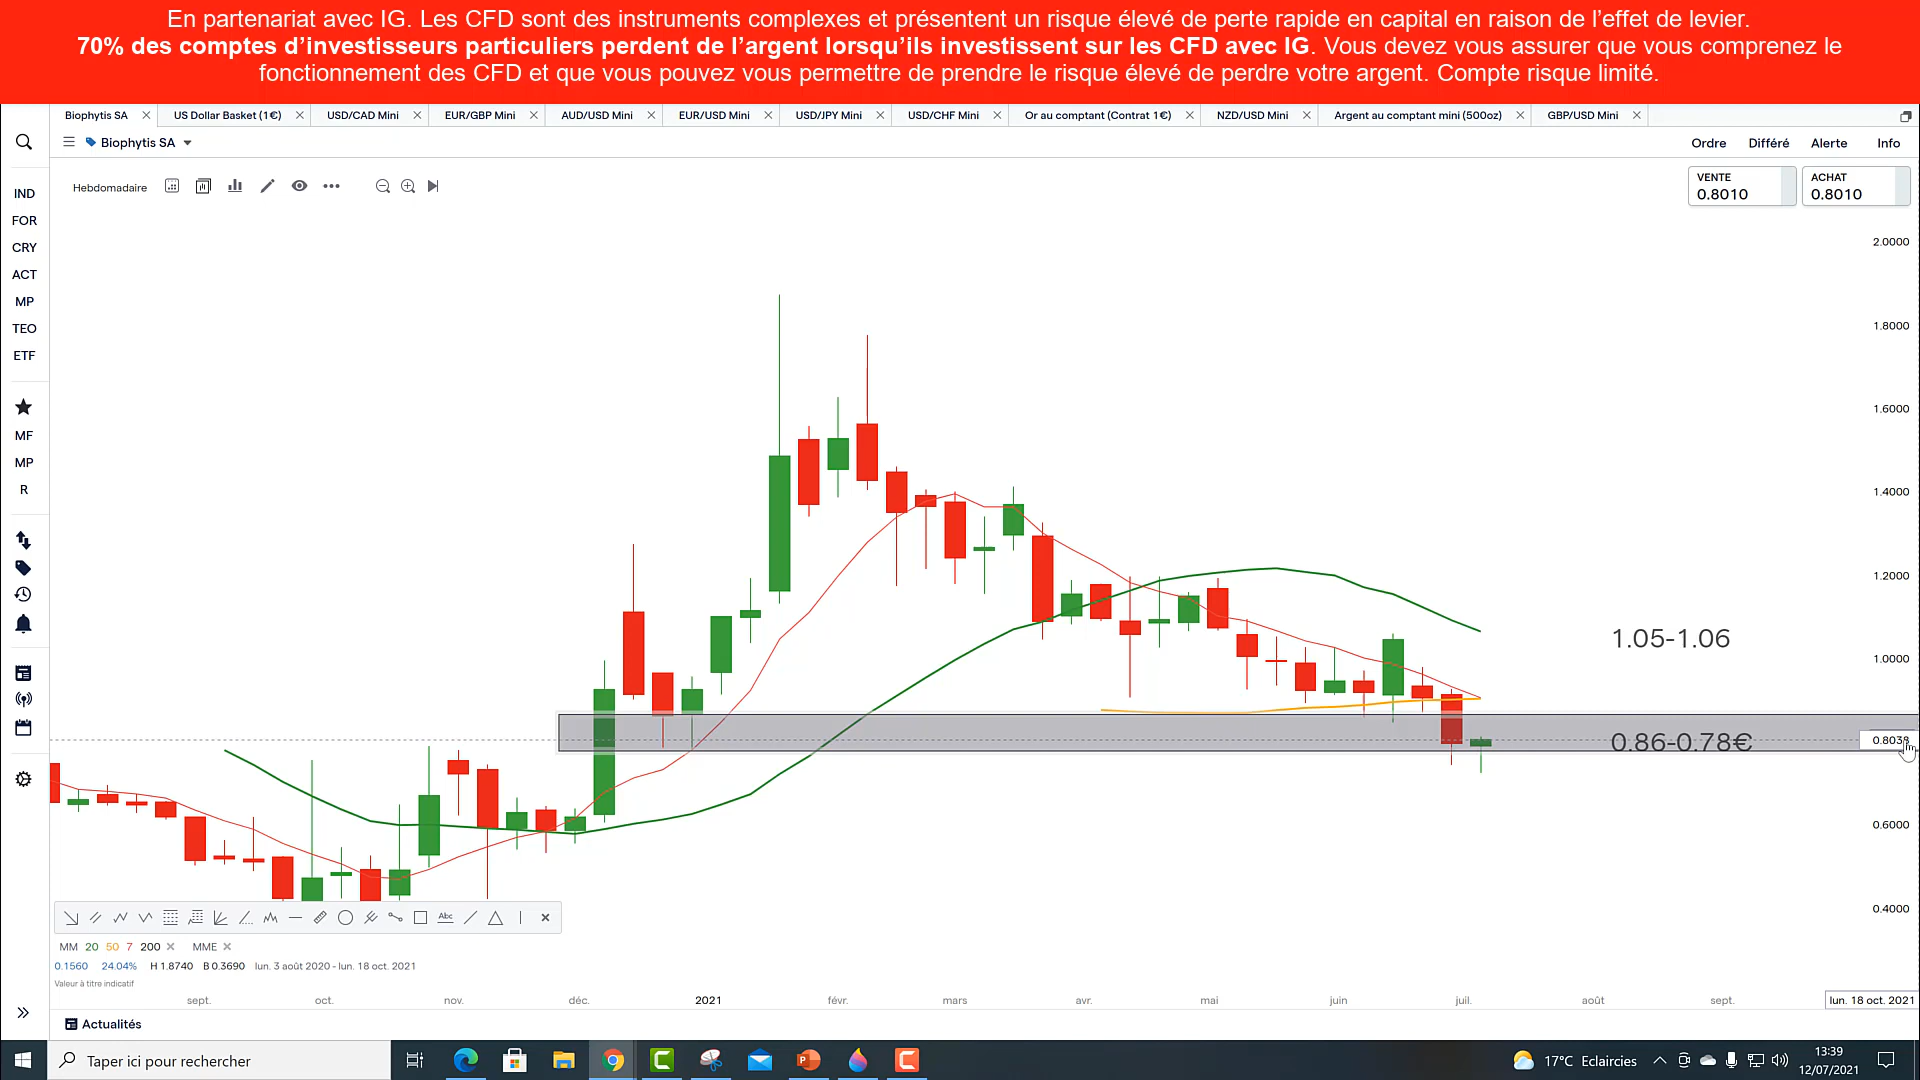 En partenariat avec IG. Les CFD sont des instruments complexes et présentent un risque élevé de perte rapide en capital en raison de l’effet de levier.
70% des comptes d’investisseurs particuliers perdent de l’argent lorsqu’ils investissent sur les CFD avec IG. Vous devez vous assurer que vous comprenez le
fonctionnement des CFD et que vous pouvez vous permettre de prendre le risque élevé de perdre votre argent. Compte risque limité.
Biophytis SA US Dollar Basket (1€) USD/CAD Mini EUR/GBP Mini AUD/USD Mini EUR/USD Mini USD/JPY Mini USD/CHF Mini Or au comptant (Contrat 1€) NZD/USD Mini Argent au comptant mini (500oz) GBP/USD Mini
Biophytis SA Ordre Différé Alerte Info
Hebdomadaire
VENTE ACHAT
0.8010 0.8010
IND
FOR
CRY
ACT
MP
TEO
ETF
MF
MP
R
2.0000
1.8000
1.6000
1.4000
1.2000
1.0000
0.6000
0.4000
1.05-1.06
0.86-0.78€
Abc
MM 20 50 7 200 MME
0.1560 24.04% H 1.8740 B 0.3690 lun. 3 août 2020 - lun. 18 oct. 2021
Valeur à titre indicatif
sept. oct. nov. déc. 2021 févr. mars avr. mai juin juil. août sept. lun. 18 oct. 2021
Actualités
Taper ici pour rechercher
17°C Eclaircies
13:39
12/07/2021